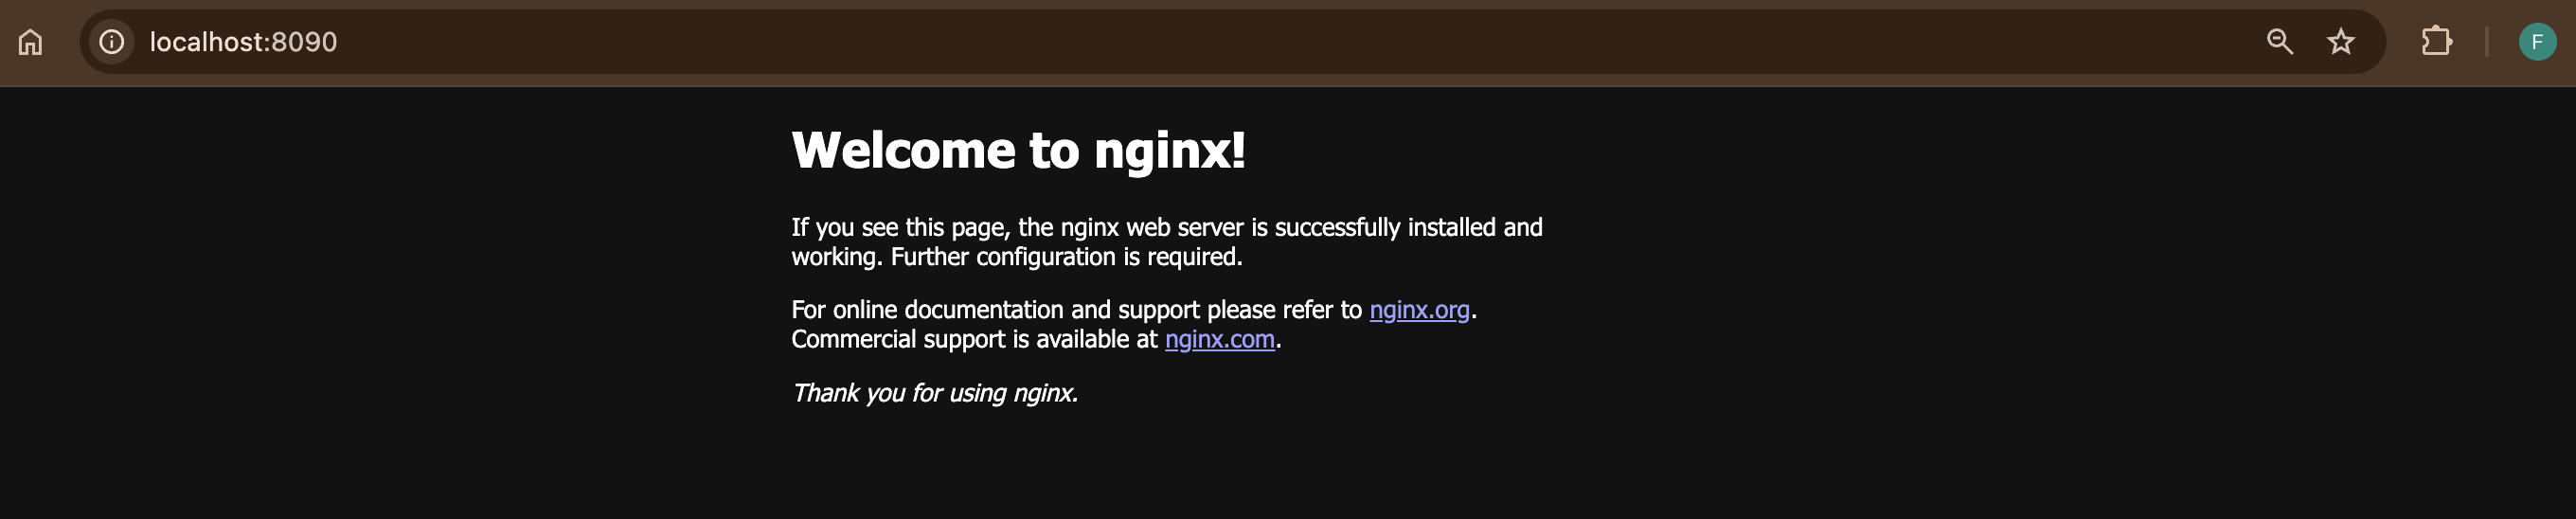 localhost:8090
F
Welcome to nginx!
If you see this page, the nginx web server is successfully installed and
working. Further configuration is required.
For online documentation and support please refer to nginx.org.
Commercial support is available at nginx.com.
Thank you for using nginx.